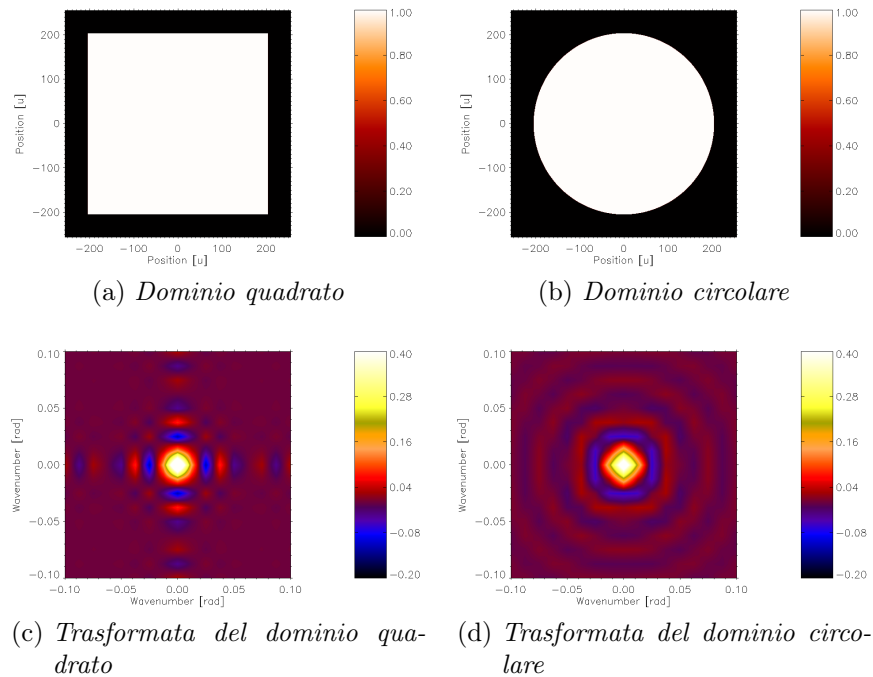 200
100
0
−100
−200
Position [u]
−200 −100 0 100 200
Position [u]
1.00
0.80
0.60
0.40
0.20
0.00
(a) Dominio quadrato
200
100
0
−100
−200
Position [u]
−200 −100 0 100 200
Position [u]
1.00
0.80
0.60
0.40
0.20
0.00
(b) Dominio circolare
0.10
0.05
0.00
−0.05
−0.10
Wavenumber [rad]
−0.10 −0.05 0.00 0.05 0.10
Wavenumber [rad]
0.40
0.28
0.16
0.04
−0.08
−0.20
(c) Trasformata del dominio qua-
drato
0.10
0.05
0.00
−0.05
−0.10
Wavenumber [rad]
−0.10 −0.05 0.00 0.05 0.10
Wavenumber [rad]
0.40
0.28
0.16
0.04
−0.08
−0.20
(d) Trasformata del dominio circo-
lare